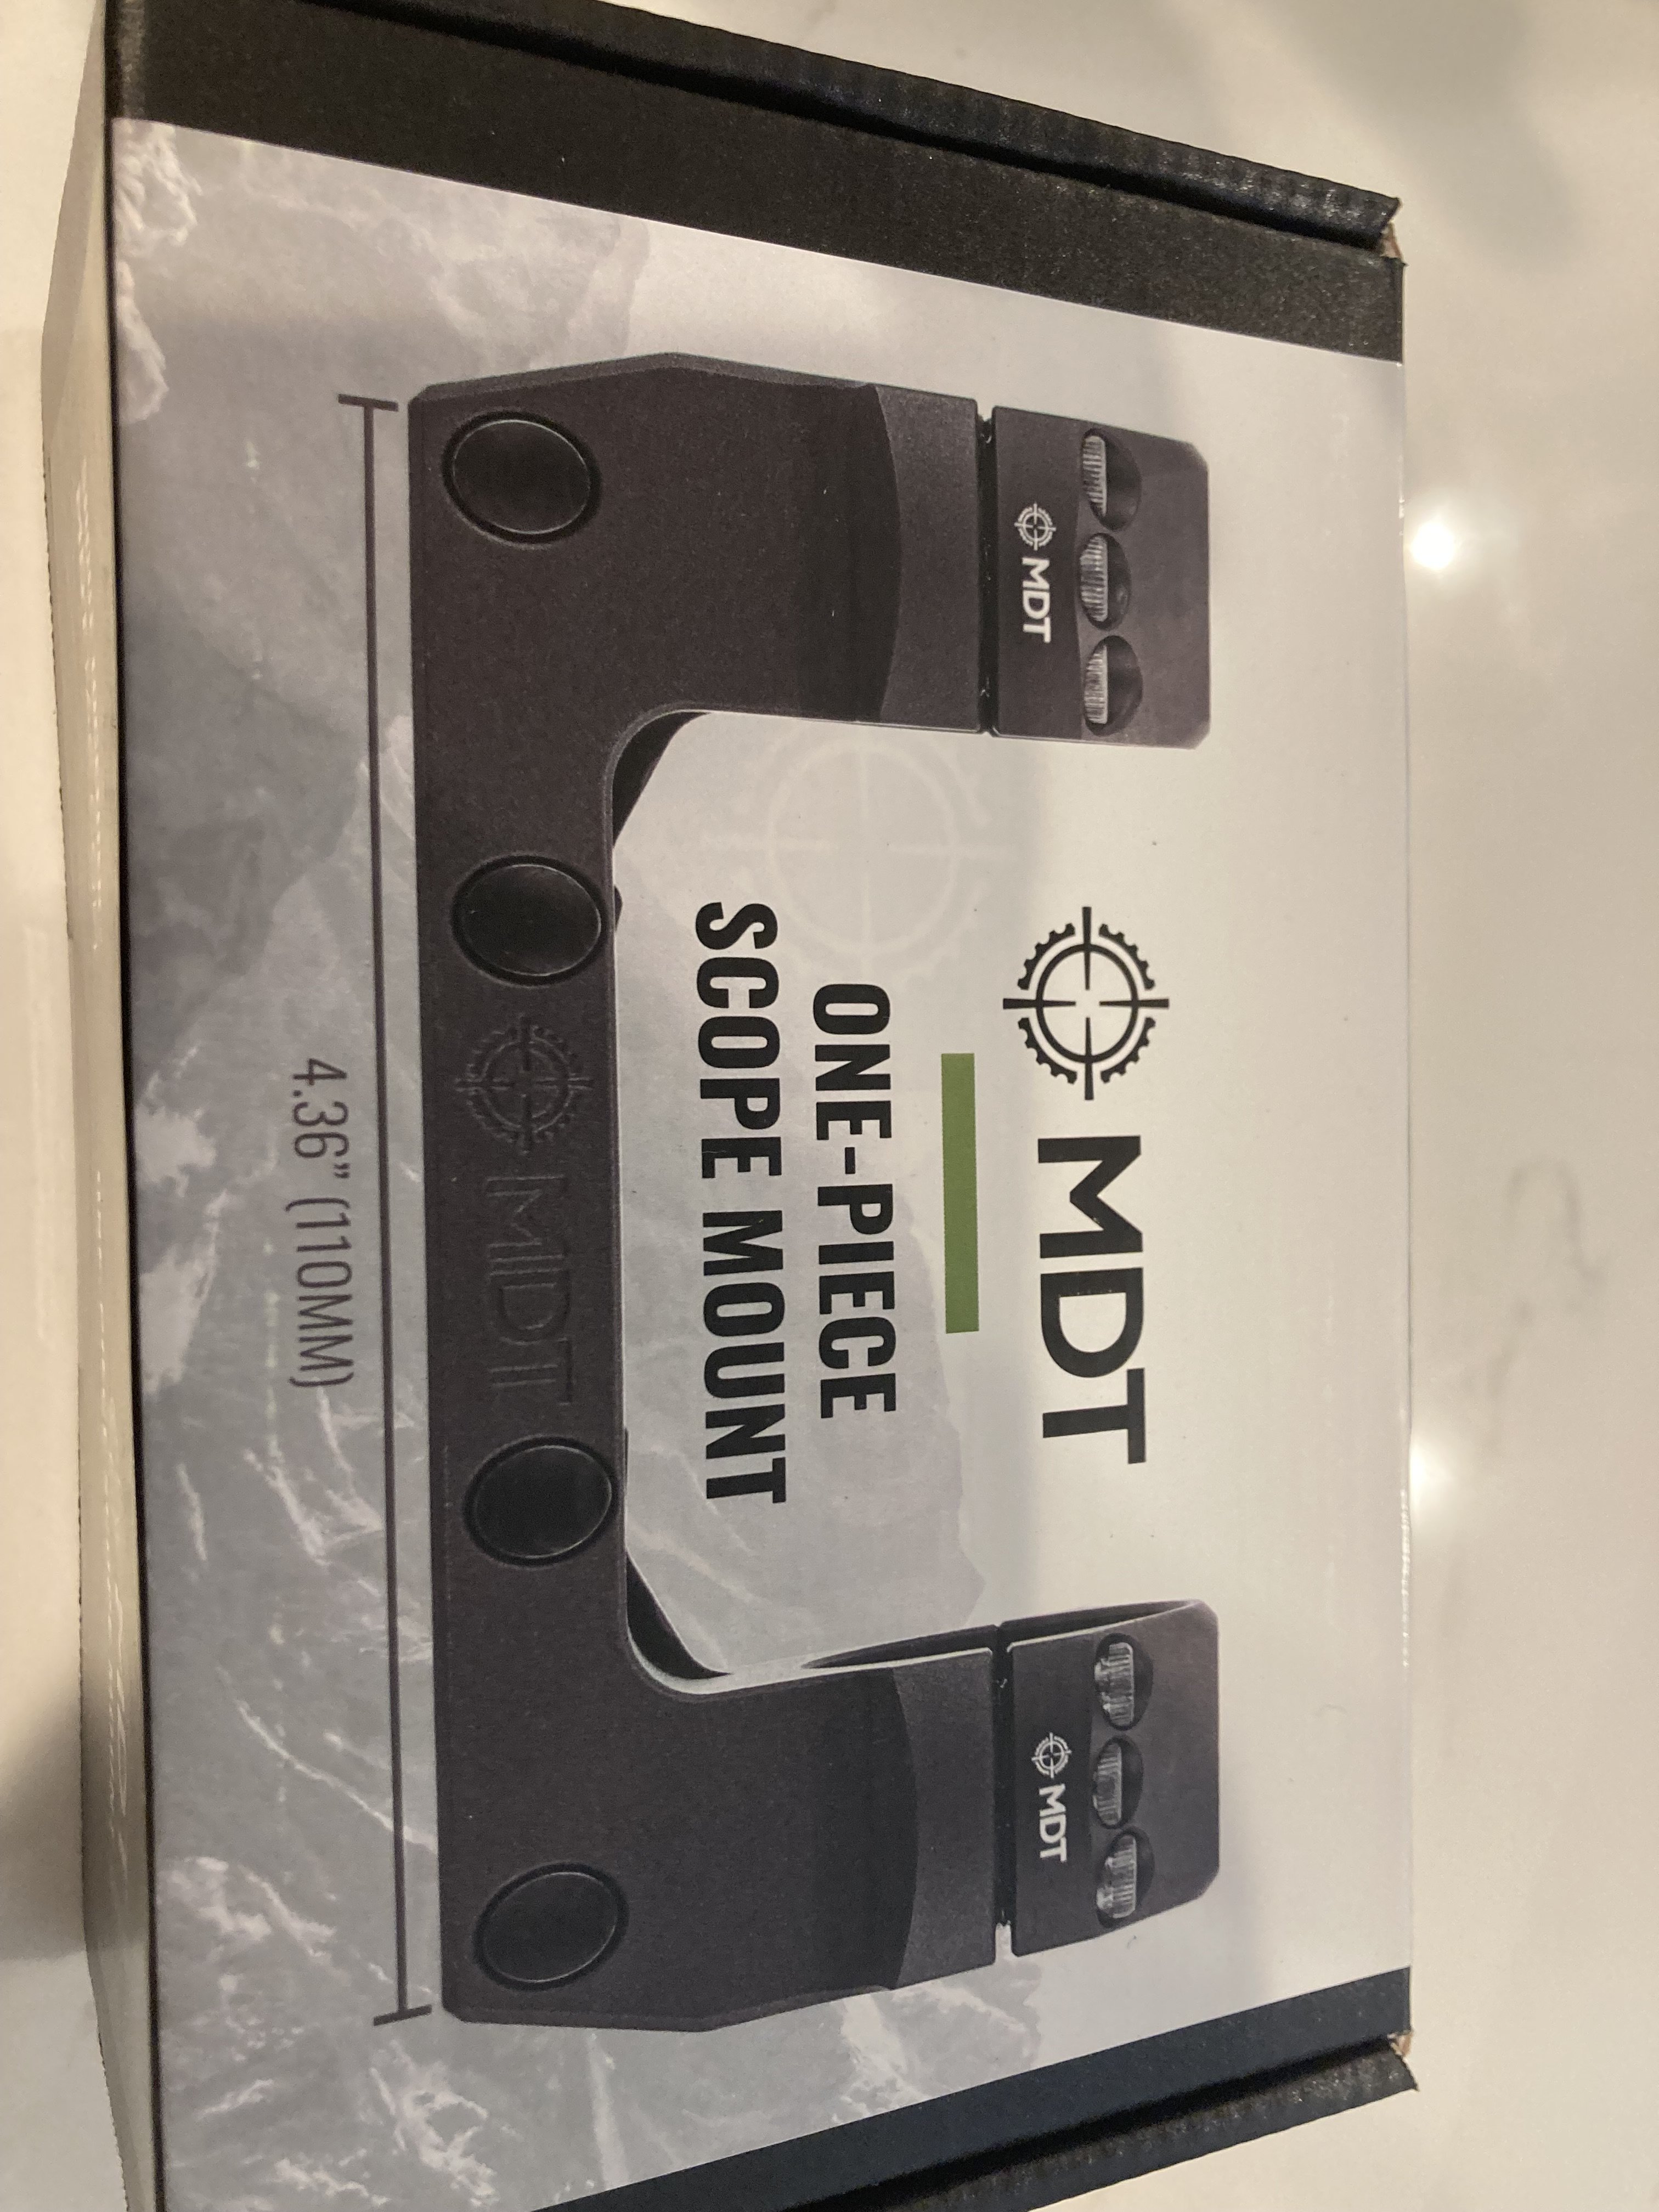 MDT
ONE-PIECE
SCOPE MOUNT
MDT
MDT
MDT
4.36" (110MM)